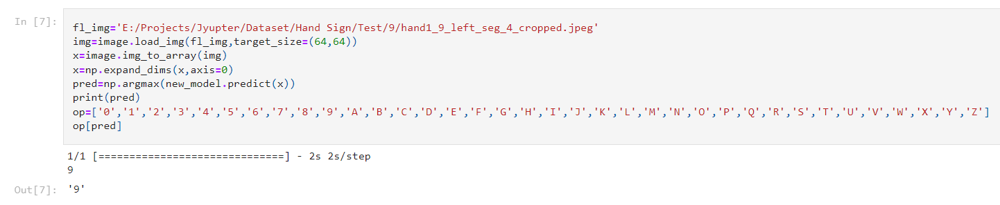 In [7]:
fl_img='E:/Projects/Jyupter/Dataset/Hand Sign/Test/9/hand1_9_left_seg_4_cropped.jpeg'
img=image.load_img(fl_img,target_size=(64,64))
x=image.img_to_array(img)
x=np.expand_dims(x,axis=0)
pred=np.argmax(new_model.predict(x))
print(pred)
op=['0','1','2','3','4','5','6','7','8','9','A','B','C','D','E','F','G','H','I','J','K','L','M','N','O','P','Q','R','S','T','U','V','W','X','Y','Z']
op[pred]
1/1 [==============================] - 2s 2s/step
9
Out[7]: '9'